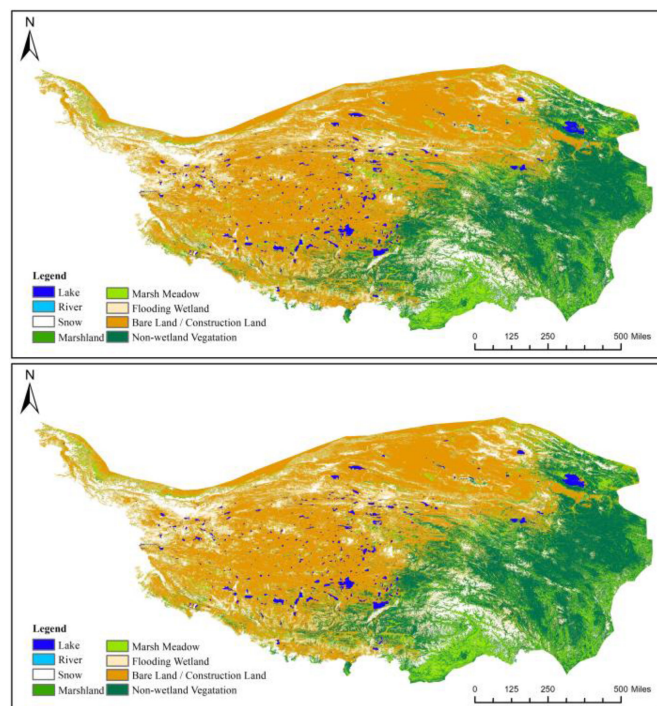 N
Legend
Lake
River
Snow
Marshland
Marsh Meadow
Flooding Wetland
Bare Land / Construction Land
Non-wetland Vegatation
0 125 250 500 Miles
N
Legend
Lake
River
Snow
Marshland
Marsh Meadow
Flooding Wetland
Bare Land / Construction Land
Non-wetland Vegatation
0 125 250 500 Miles